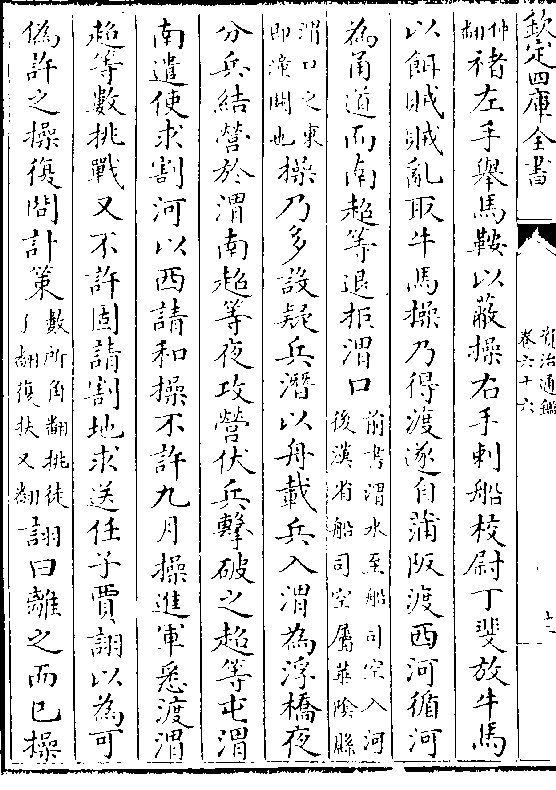 欽定四庫全書
資治通鑑
卷六十六
仲翻褚左手舉馬鞍以蔽操右手刺船校尉丁斐放牛馬
以餌賊賊亂取牛馬操乃得渡遂自蒲阪渡西河循河
為甬道而南超等退拒渭口前書渭水至船司空入河後漢省船司空屬華隂縣
渭口之東即潼關也操乃多設疑兵潛以舟載兵入渭為浮橋夜
分兵結營於渭南超等夜攻營伏兵擊破之超等屯渭
南遣使求割河以西請和操不許九月操進軍悉渡渭
超等數挑戰又不許固請割地求送任子賈詡以為可
偽許之操復問計策數所角翻挑徒了翻復扶又翻詡曰離之而已操